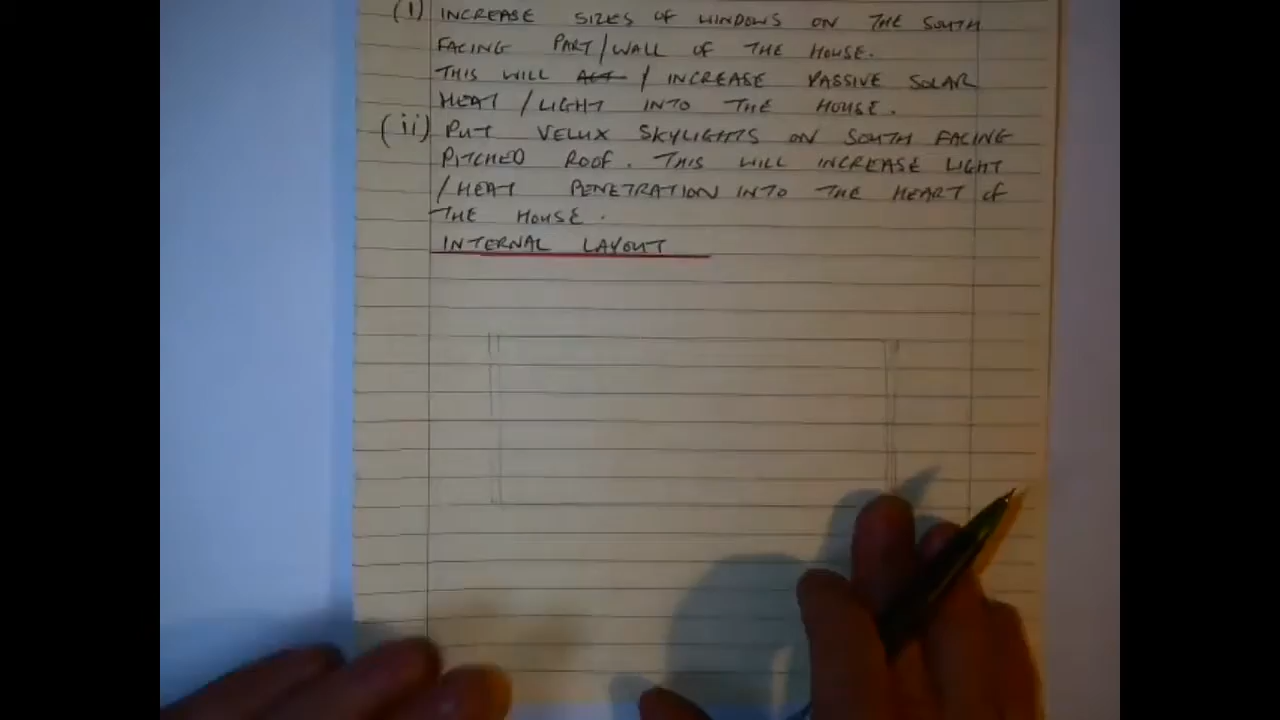 (i) INCREASE SIZES OF WINDOWS ON THE SOUTH
FACING PART/WALL OF THE HOUSE.
THIS WILL ACT / INCREASE PASSIVE SOLAR
HEAT / LIGHT INTO THE HOUSE.
(ii) PUT VELUX SKYLIGHTS ON SOUTH FACING
PITCHED ROOF. THIS WILL INCREASE LIGHT
/HEAT PENETRATION INTO THE HEART OF
THE HOUSE.
INTERNAL LAYOUT